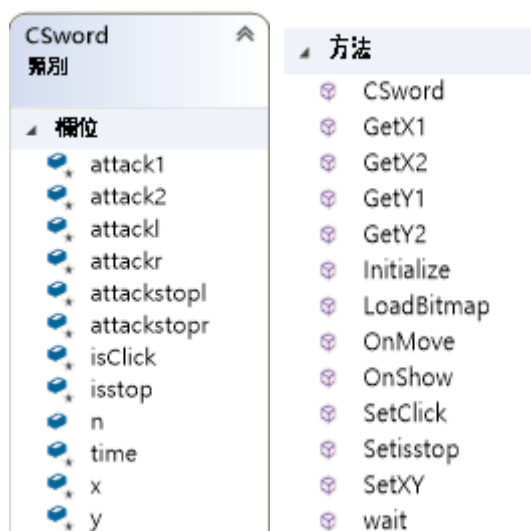 CSword
類別
欄位
attack1
attack2
attackl
attackr
attackstopl
attackstopr
isClick
isstop
n
time
x
y
方法
CSword
GetX1
GetX2
GetY1
GetY2
Initialize
LoadBitmap
OnMove
OnShow
SetClick
Setisstop
SetXY
wait